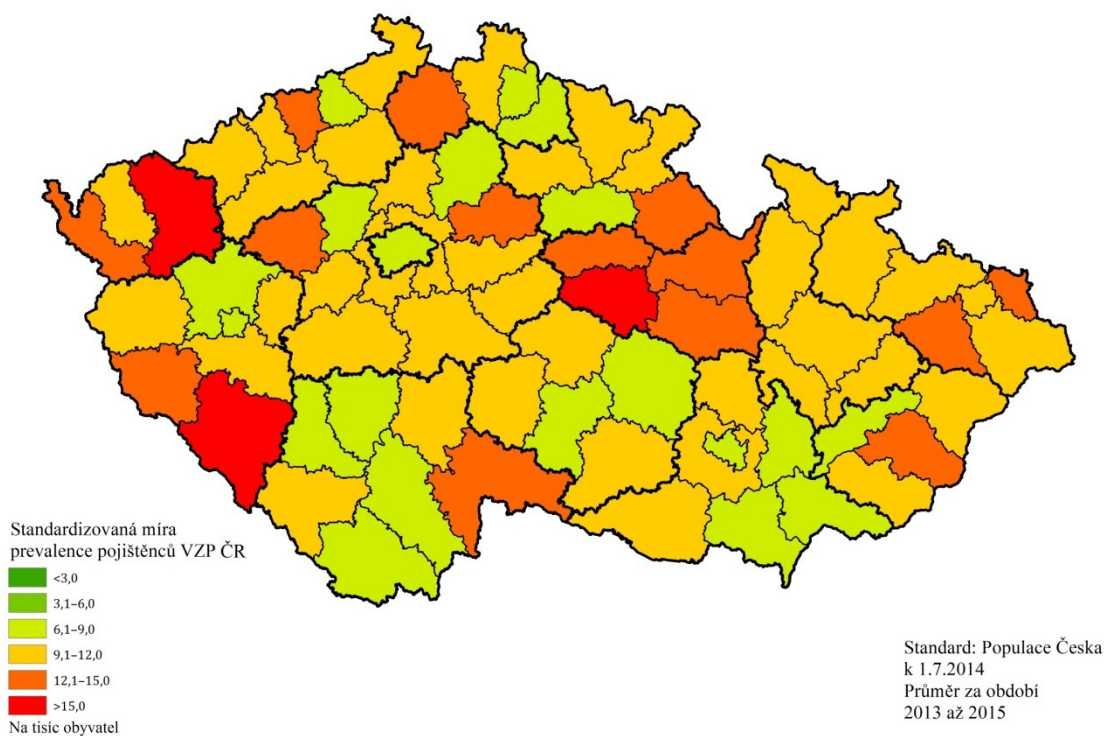 Standardizovaná míra
prevalence pojištěnců VZP ČR
<3,0
3,1–6,0
6,1–9,0
9,1–12,0
12,1–15,0
>15,0
Na tisíc obyvatel
Standard: Populace Česka
k 1.7.2014
Průměr za období
2013 až 2015